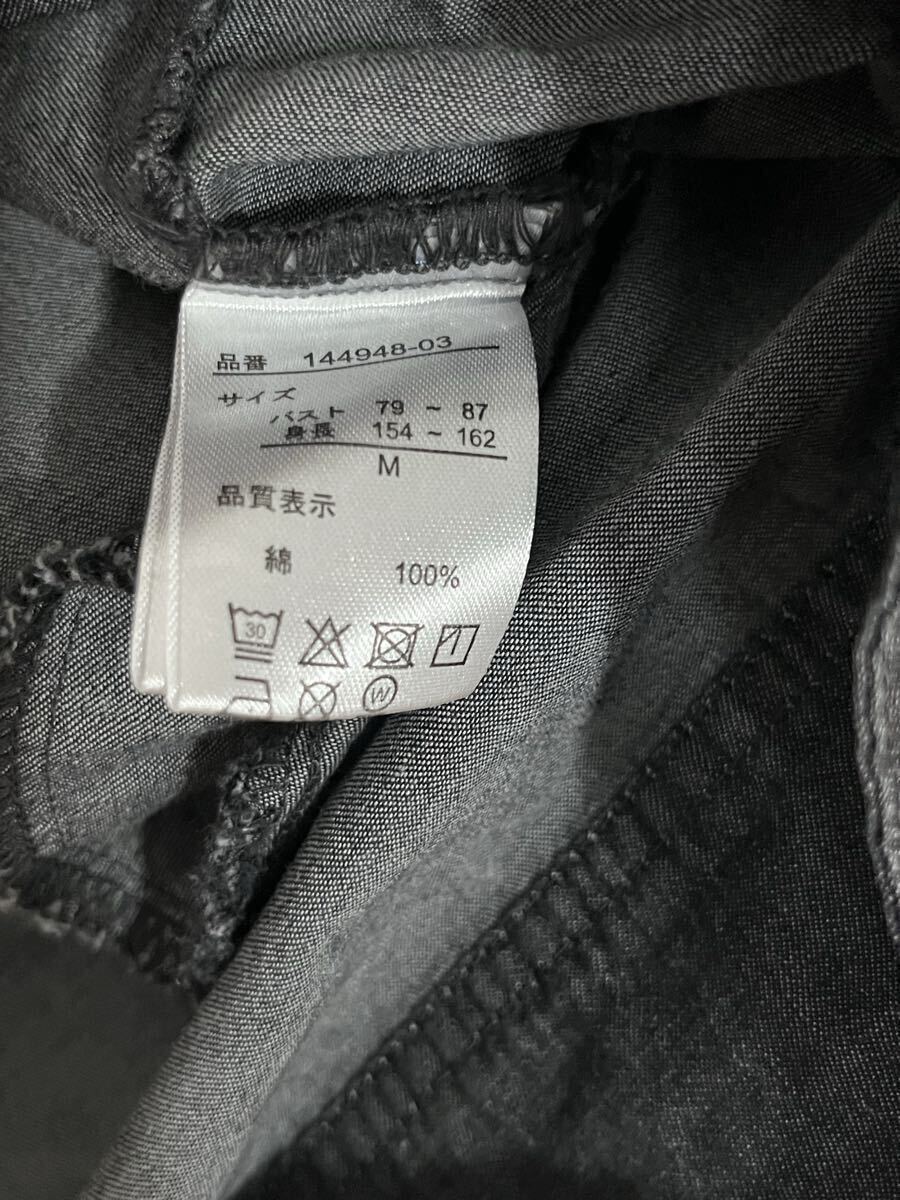 品番 144948-03
サイズ
バスト 79 ~ 87
身長 154 ~ 162
M
品質表示
綿 100%
30
W